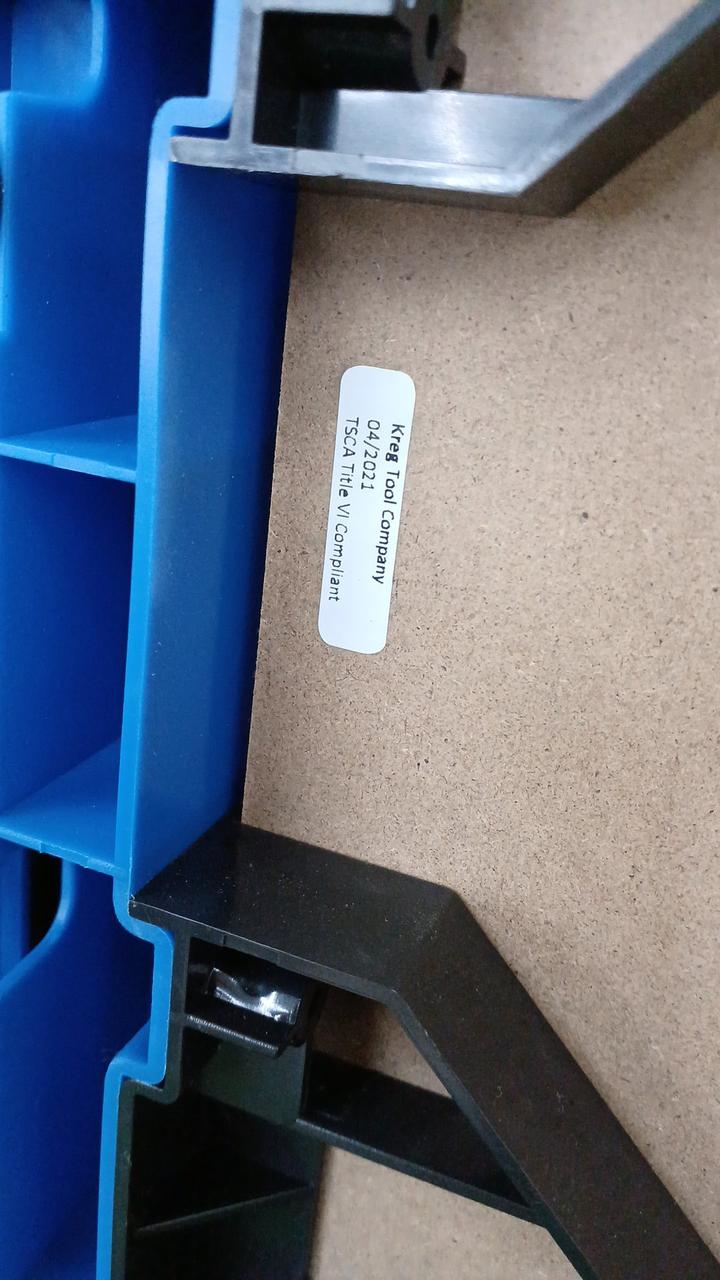 Kreg Tool Company
04/2021
TSCA Title VI Compliant